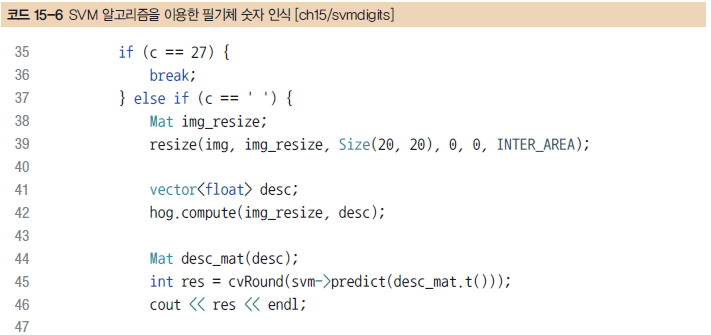 코드 15-6 SVM 알고리즘을 이용한 필기체 숫자 인식 [ch15/svmdigits]
35 if (c == 27) {
36 break;
37 } else if (c == ' ') {
38 Mat img_resize;
39 resize(img, img_resize, Size(20, 20), 0, 0, INTER_AREA);
40
41 vector<float> desc;
42 hog.compute(img_resize, desc);
43
44 Mat desc_mat(desc);
45 int res = cvRound(svm->predict(desc_mat.t()));
46 cout << res << endl;
47